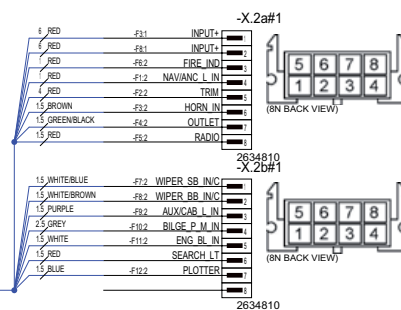 -X.2a#1
6 RED -F3:1 INPUT+ 1
6 RED -F8:1 INPUT+ 2
1 RED -F6:2 FIRE_IND 3
1 RED -F1:2 NAV/ANC_L_IN 4
4 RED -F2:2 TRIM 5
1.5 BROWN -F3:2 HORN_IN 6
1.5 GREEN/BLACK -F4:2 OUTLET 7
1.5 RED -F5:2 RADIO 8
5 6 7 8
1 2 3 4
(8N BACK VIEW)
2634810
-X.2b#1
1.5 WHITE/BLUE -F7:2 WIPER_SB_IN/C 1
1.5 WHITE/BROWN -F8:2 WIPER_BB_IN/C 2
1.5 PURPLE -F9:2 AUX/CAB_L_IN 3
2.5 GREY -F10:2 BILGE_P_M_IN 4
1.5 WHITE -F11:2 ENG_BL_IN 5
1.5 RED SEARCH_LT 6
1.5 BLUE -F12:2 PLOTTER 7
8
5 6 7 8
1 2 3 4
(8N BACK VIEW)
2634810